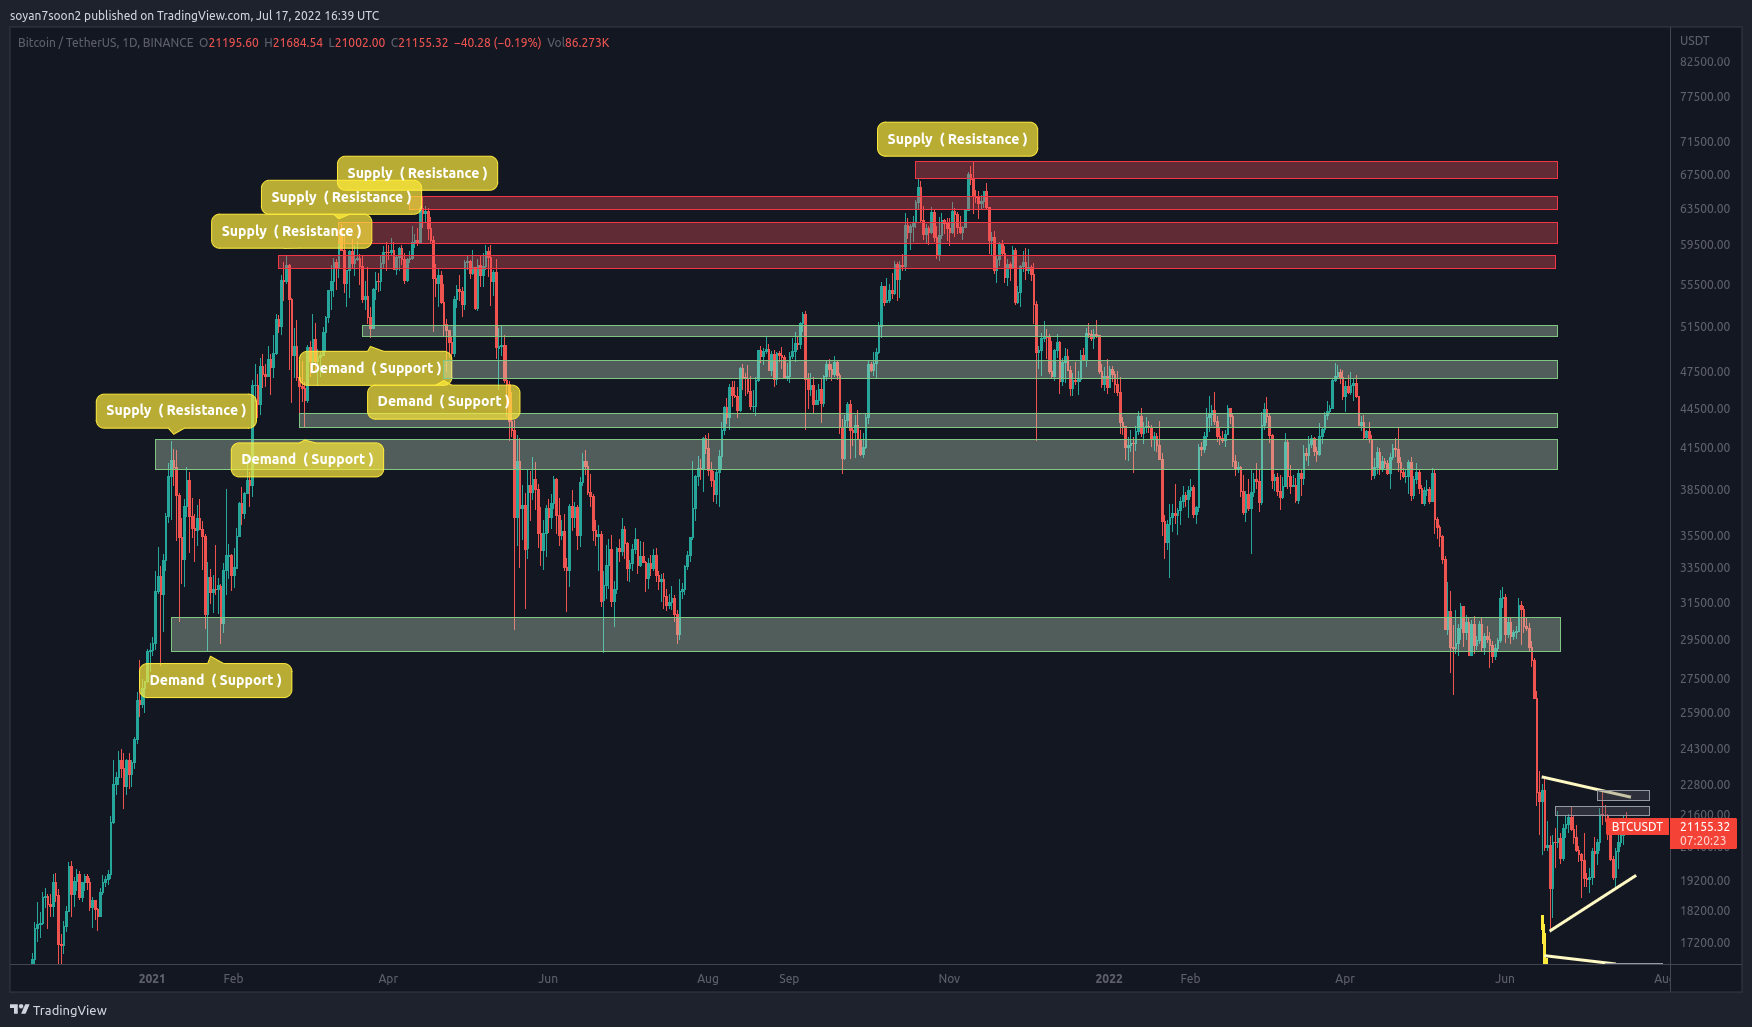 soyan7soon2 published on TradingView.com, Jul 17, 2022 16:39 UTC
Bitcoin / TetherUS, 1D, BINANCE O21195.60 H21684.54 L21002.00 C21155.32 −40.28 (−0.19%) Vol86.273K
USDT
82500.00
77500.00
71500.00
67500.00
63500.00
59500.00
55500.00
51500.00
47500.00
44500.00
41500.00
38500.00
35500.00
33500.00
31500.00
29500.00
27500.00
25900.00
24300.00
22800.00
21600.00
BTCUSDT 21155.32
07:20:23
19200.00
18200.00
17200.00
Supply ( Resistance )
Supply ( Resistance )
Supply ( Resistance )
Supply ( Resistance )
Demand ( Support )
Demand ( Support )
Supply ( Resistance )
Demand ( Support )
Demand ( Support )
2021 Feb Apr Jun Aug Sep Nov 2022 Feb Apr Jun Au
TradingView